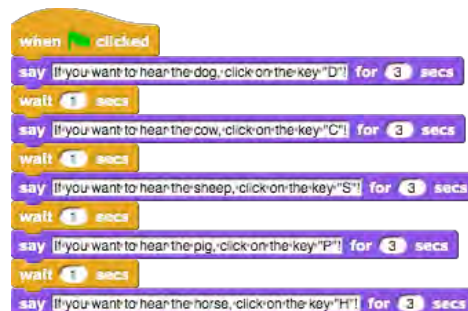 when clicked
say If you want to hear the dog, click on the key "D"! for 3 secs
wait 1 secs
say If you want to hear the cow, click on the key "C"! for 3 secs
wait 1 secs
say If you want to hear the sheep, click on the key "S"! for 3 secs
wait 1 secs
say If you want to hear the pig, click on the key "P"! for 3 secs
wait 1 secs
say If you want to hear the horse, click on the key "H"! for 3 secs